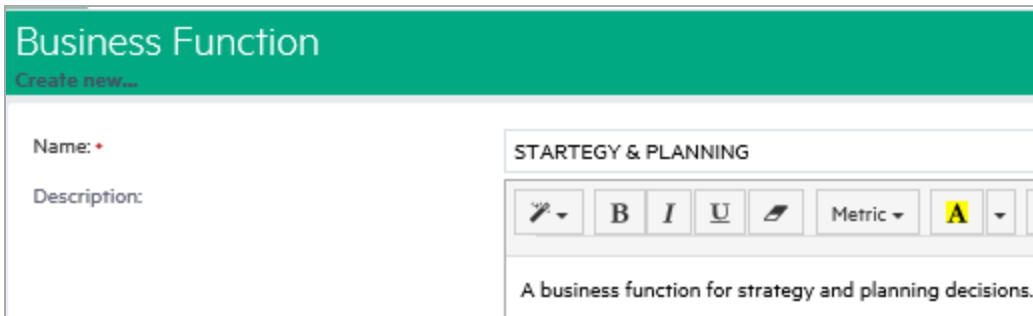 Business Function
Create new...
Name: •
STARTEGY & PLANNING
Description:
B I U Metric A
A business function for strategy and planning decisions.